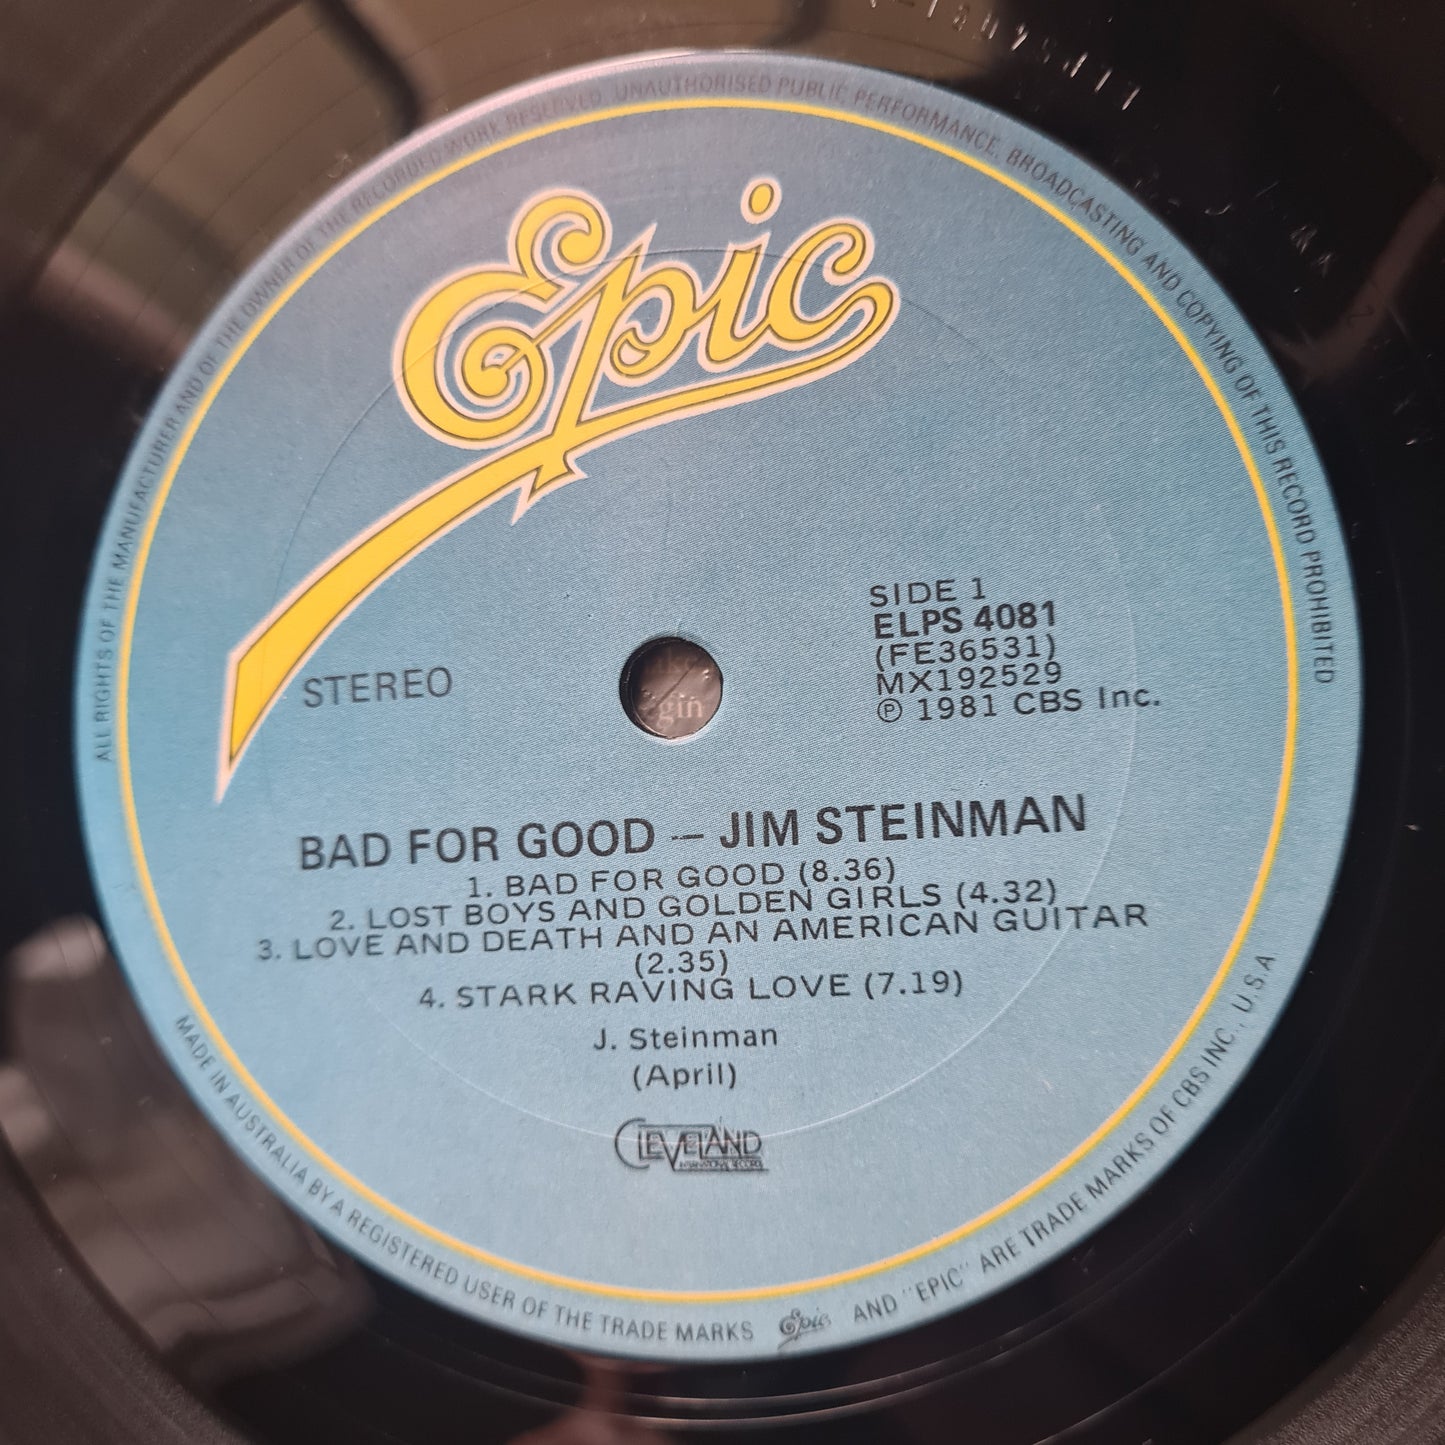 ALL RIGHTS OF THE MANUFACTURER AND OF THE OWNER OF THE RECORDED WORK RESERVED. UNAUTHORISED PUBLIC PERFORMANCE, BROADCASTING AND COPYING OF THIS RECORD PROHIBITED
Epic
SIDE 1
ELPS 4081
(FE36531)
MX192529
Ⓟ 1981 CBS Inc.
STEREO
BAD FOR GOOD — JIM STEINMAN
1. BAD FOR GOOD (8.36)
2. LOST BOYS AND GOLDEN GIRLS (4.32)
3. LOVE AND DEATH AND AN AMERICAN GUITAR
(2.35)
4. STARK RAVING LOVE (7.19)
J. Steinman
(April)
CLEVELAND
INTERNATIONAL RECORDS
MADE IN AUSTRALIA BY A REGISTERED USER OF THE TRADE MARKS Epic AND "EPIC" ARE TRADE MARKS OF CBS INC., U.S.A.